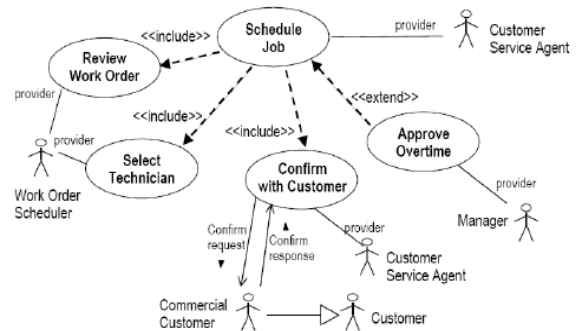 <<include>>
Schedule
Job
provider
Customer
Service Agent
Review
Work Order
<<include>>
<<extend>>
provider
provider
<<include>>
Approve
Overtime
Select
Technician
Confirm
with Customer
Work Order
Scheduler
provider
Manager
Confirm
request
Confirm
response
provider
Customer
Service Agent
Commercial
Customer
Customer